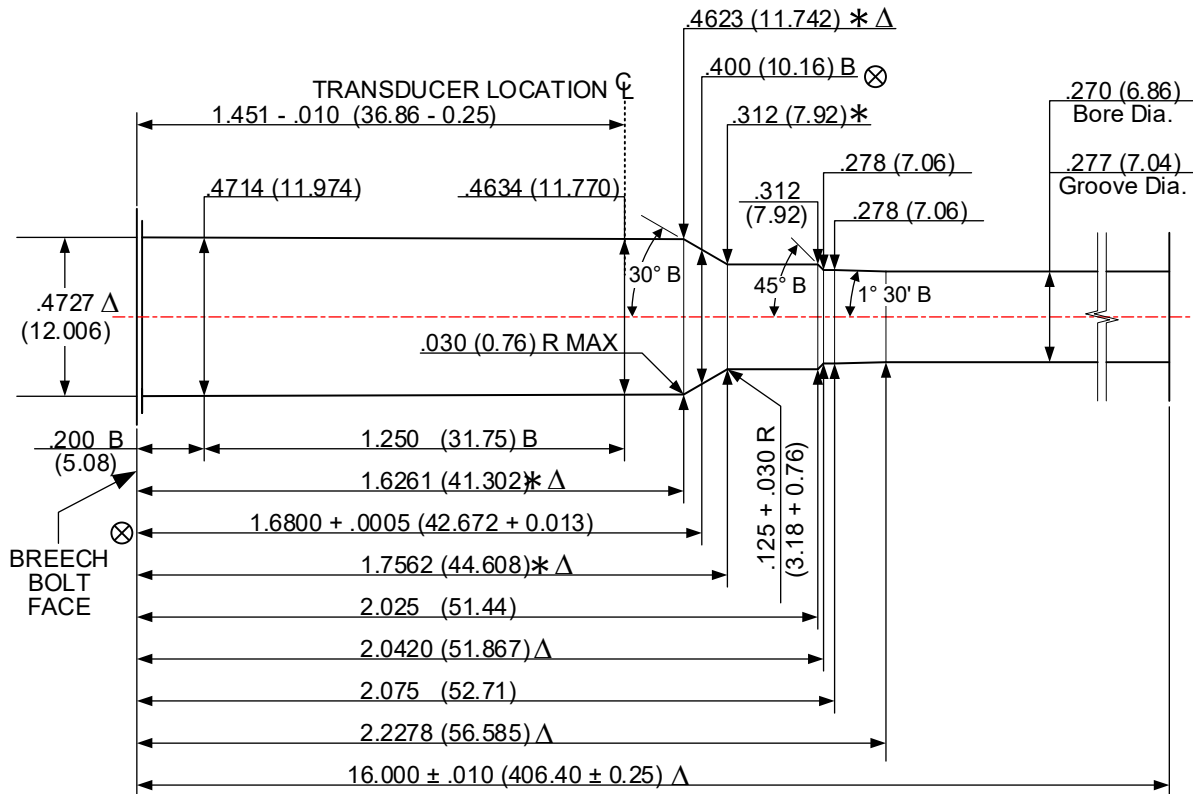 .4623 (11.742) * Δ
.400 (10.16) B ⊗
TRANSDUCER LOCATION ℄
1.451 - .010 (36.86 - 0.25)
.312 (7.92) *
.270 (6.86)
Bore Dia.
.278 (7.06)
.277 (7.04)
Groove Dia.
.4714 (11.974)
.4634 (11.770)
.312
(7.92)
.278 (7.06)
30° B
45° B
1° 30' B
.4727 Δ
(12.006)
.030 (0.76) R MAX
.200 B
(5.08)
1.250 (31.75) B
.125 + .030 R
(3.18 + 0.76)
1.6261 (41.302)* Δ
⊗ 1.6800 + .0005 (42.672 + 0.013)
BREECH
BOLT
FACE
1.7562 (44.608)* Δ
2.025 (51.44)
2.0420 (51.867) Δ
2.075 (52.71)
2.2278 (56.585) Δ
16.000 ± .010 (406.40 ± 0.25) Δ